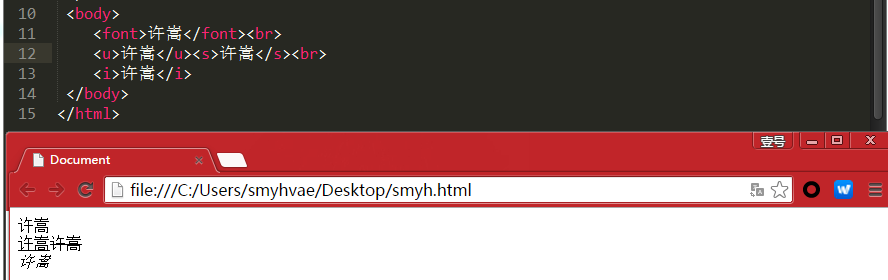 10 <body>
11 <font>许嵩</font><br>
12 <u>许嵩</u><s>许嵩</s><br>
13 <i>许嵩</i>
14 </body>
15 </html>
壹号
Document
file:///C:/Users/smyhvae/Desktop/smyh.html
许嵩
许嵩许嵩
许嵩